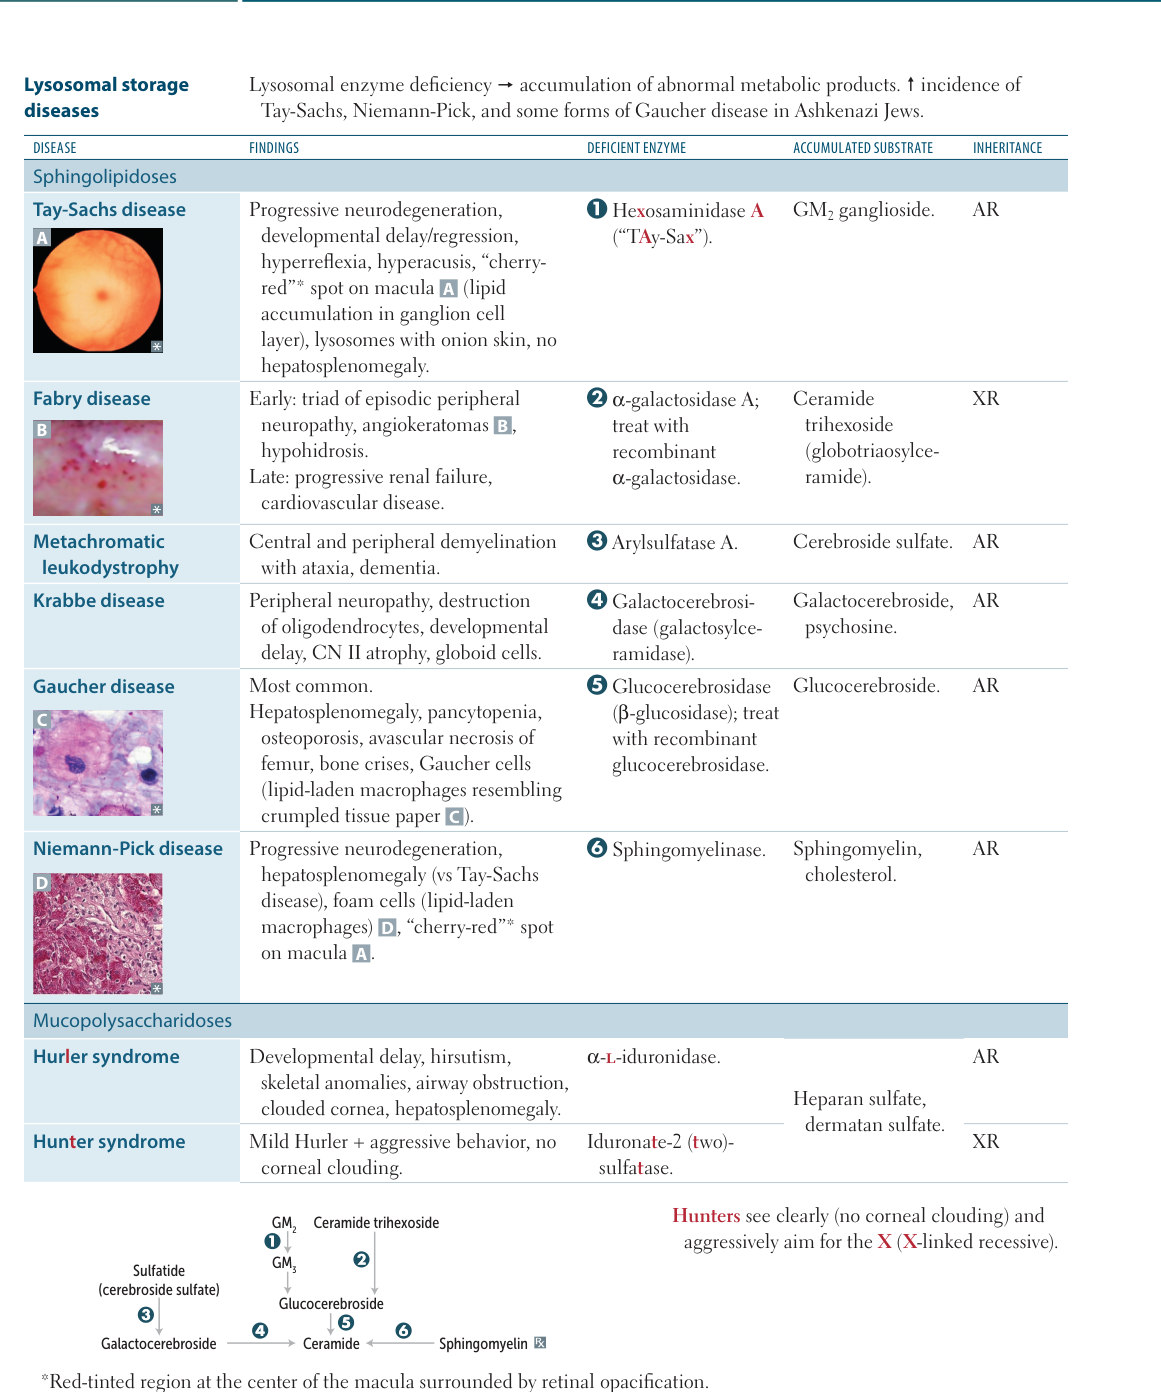 Lysosomal storage diseases
Lysosomal enzyme deficiency → accumulation of abnormal metabolic products. ↑ incidence of
Tay-Sachs, Niemann-Pick, and some forms of Gaucher disease in Ashkenazi Jews.
DISEASE FINDINGS DEFICIENT ENZYME ACCUMULATED SUBSTRATE INHERITANCE
Sphingolipidoses
Tay-Sachs disease
A
*
Progressive neurodegeneration,
developmental delay/regression,
hyperreflexia, hyperacusis, “cherry-
red”* spot on macula A (lipid
accumulation in ganglion cell
layer), lysosomes with onion skin, no
hepatosplenomegaly.
1 Hexosaminidase A
(“TAy-Sax”).
GM2 ganglioside.
AR
Fabry disease
B
*
Early: triad of episodic peripheral
neuropathy, angiokeratomas B,
hypohidrosis.
Late: progressive renal failure,
cardiovascular disease.
2 α-galactosidase A;
treat with
recombinant
α-galactosidase.
Ceramide
trihexoside
(globotriaosylce-
ramide).
XR
Metachromatic
leukodystrophy
Central and peripheral demyelination
with ataxia, dementia.
3 Arylsulfatase A.
Cerebroside sulfate.
AR
Krabbe disease
Peripheral neuropathy, destruction
of oligodendrocytes, developmental
delay, CN II atrophy, globoid cells.
4 Galactocerebrosi-
dase (galactosylce-
ramidase).
Galactocerebroside,
psychosine.
AR
Gaucher disease
C
*
Most common.
Hepatosplenomegaly, pancytopenia,
osteoporosis, avascular necrosis of
femur, bone crises, Gaucher cells
(lipid-laden macrophages resembling
crumpled tissue paper C).
5 Glucocerebrosidase
(β-glucosidase); treat
with recombinant
glucocerebrosidase.
Glucocerebroside.
AR
Niemann-Pick disease
D
*
Progressive neurodegeneration,
hepatosplenomegaly (vs Tay-Sachs
disease), foam cells (lipid-laden
macrophages) D, “cherry-red”* spot
on macula A.
6 Sphingomyelinase.
Sphingomyelin,
cholesterol.
AR
Mucopolysaccharidoses
Hurler syndrome
Developmental delay, hirsutism,
skeletal anomalies, airway obstruction,
clouded cornea, hepatosplenomegaly.
α-L-iduronidase.
Heparan sulfate,
dermatan sulfate.
AR
Hunter syndrome
Mild Hurler + aggressive behavior, no
corneal clouding.
Iduronate-2 (two)-
sulfatase.
XR
Hunters see clearly (no corneal clouding) and
aggressively aim for the X (X-linked recessive).
GM2 Ceramide trihexoside
1
2
GM3
Sulfatide
(cerebroside sulfate)
Glucocerebroside
3
5
4
6
Galactocerebroside Ceramide Sphingomyelin ℞
*Red-tinted region at the center of the macula surrounded by retinal opacification.